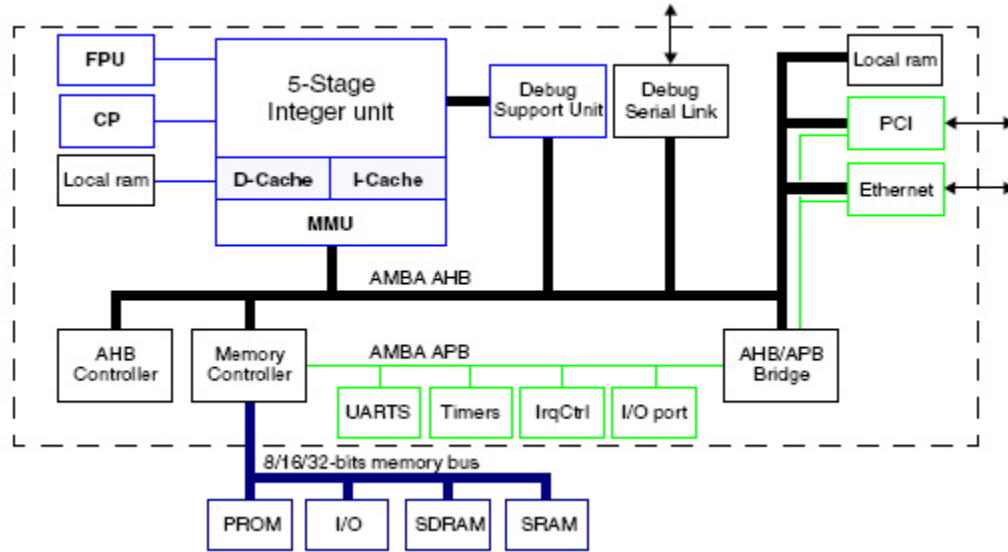 FPU
5-Stage
Integer unit
Debug
Support Unit
Debug
Serial Link
Local ram
CP
PCI
Local ram
D-Cache
I-Cache
Ethernet
MMU
AMBA AHB
AHB
Controller
Memory
Controller
AMBA APB
AHB/APB
Bridge
UARTS
Timers
IrqCtrl
I/O port
8/16/32-bits memory bus
PROM
I/O
SDRAM
SRAM